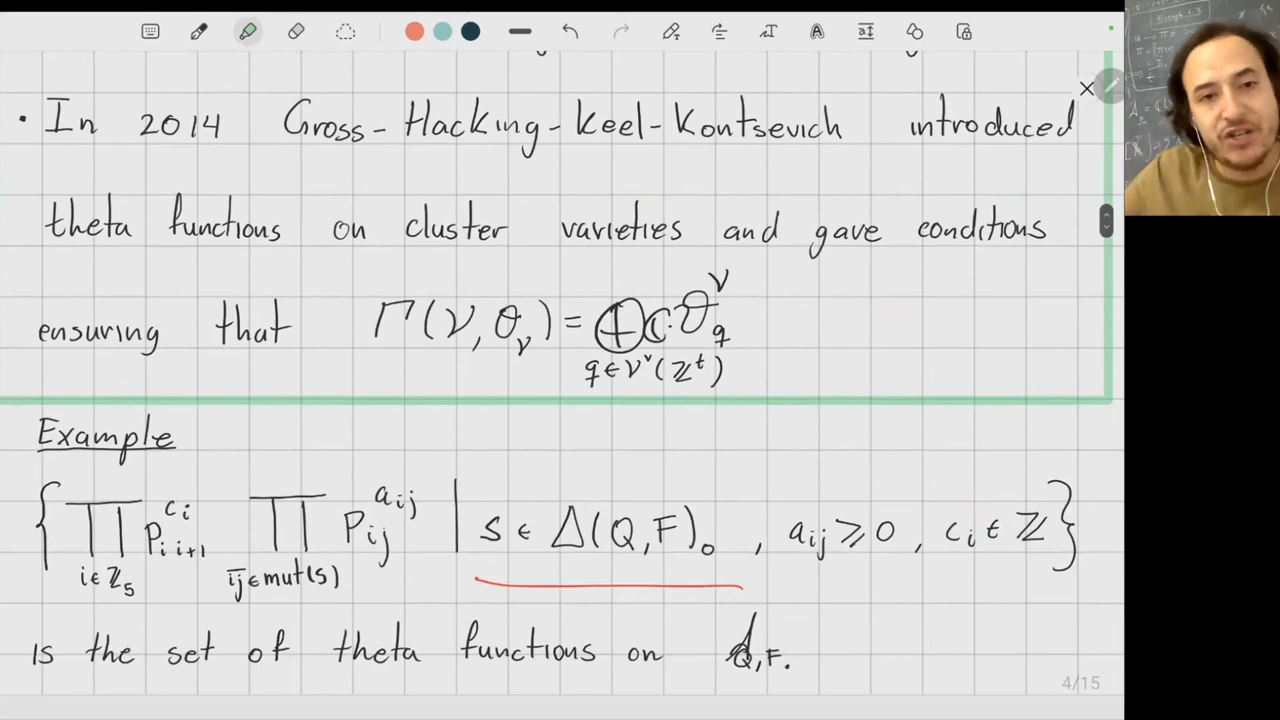 • In 2014 Gross-Hacking-Keel-Kontsevich introduced
theta functions on cluster varieties and gave conditions
ensuring that Γ(V, O_V) = ⊕_{q ∈ V^∨(Z^t)} C·ϑ_q^V
Example
{ ∏_{i∈Z_5} P_{i i+1}^{c_i} ∏_{ij∈mut(s)} P_{ij}^{a_{ij}} | s ∈ Δ(Q,F)_0 , a_{ij} ⩾ 0 , c_i ∈ Z }
is the set of theta functions on A_{Q,F}.
4/15